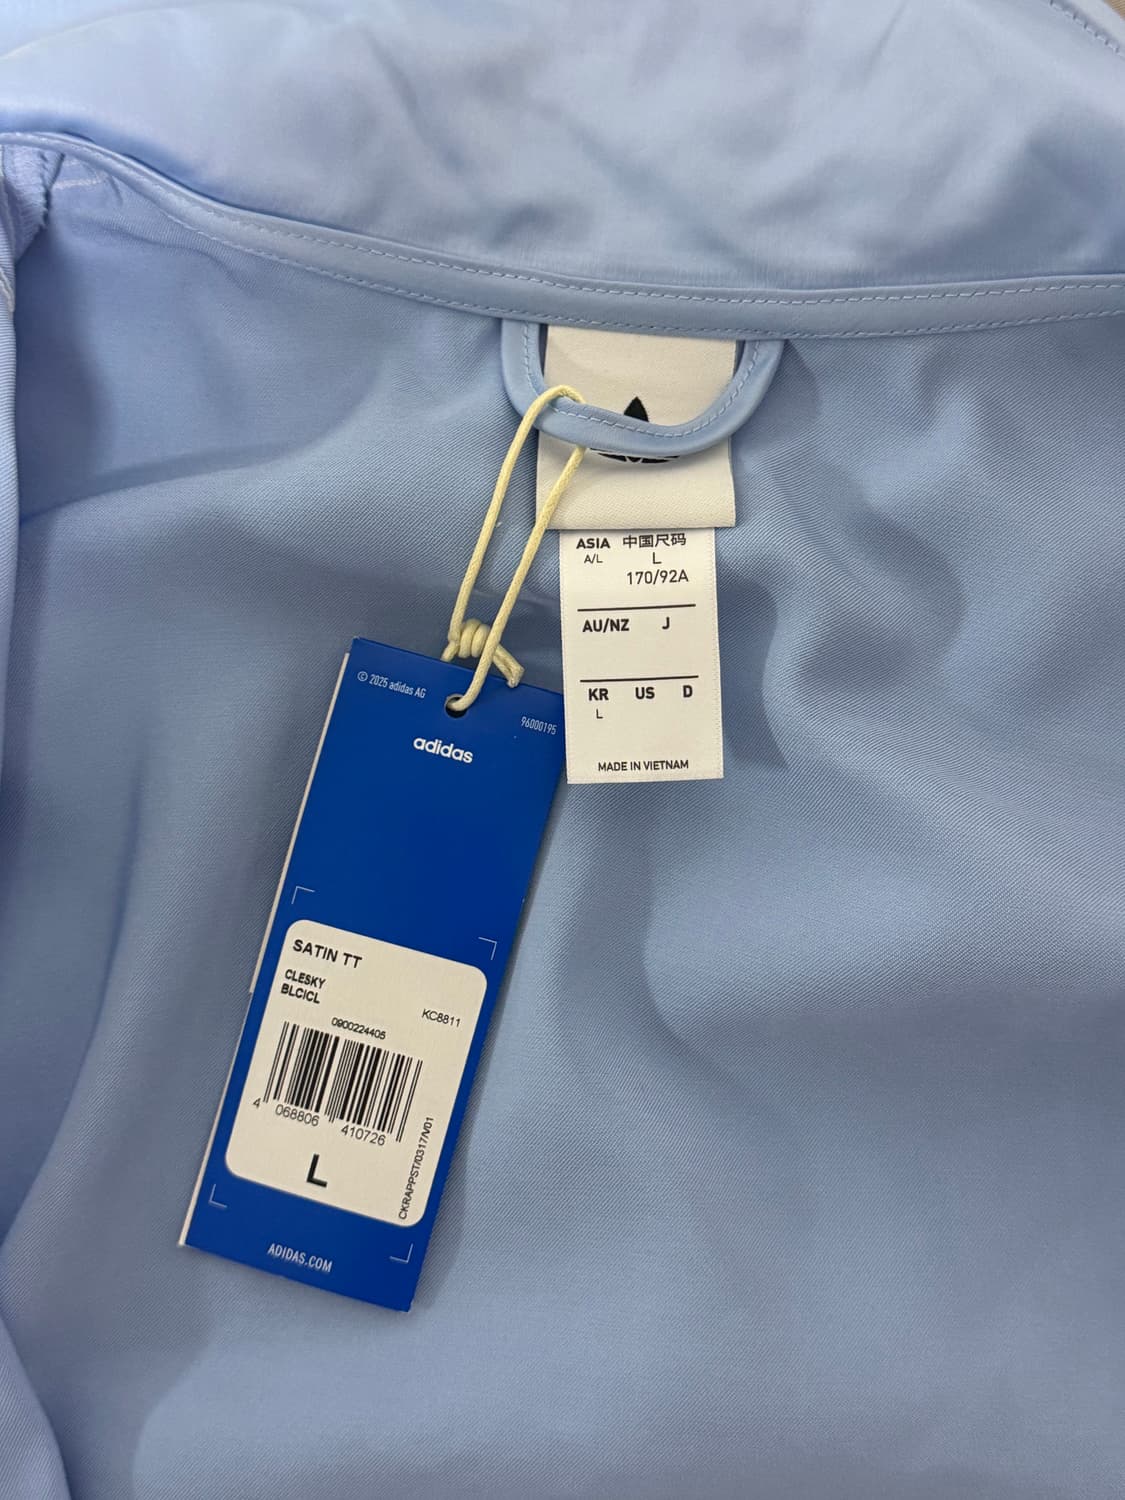 ASIA 中国尺码
A/L L
170/92A
AU/NZ J
KR US D
L
MADE IN VIETNAM
© 2025 adidas AG
96000195
adidas
SATIN TT
CLESKY
BLCICL
KC8811
0900224405
4 068806 410726
L
CKRAPPST/0317/V01
ADIDAS.COM